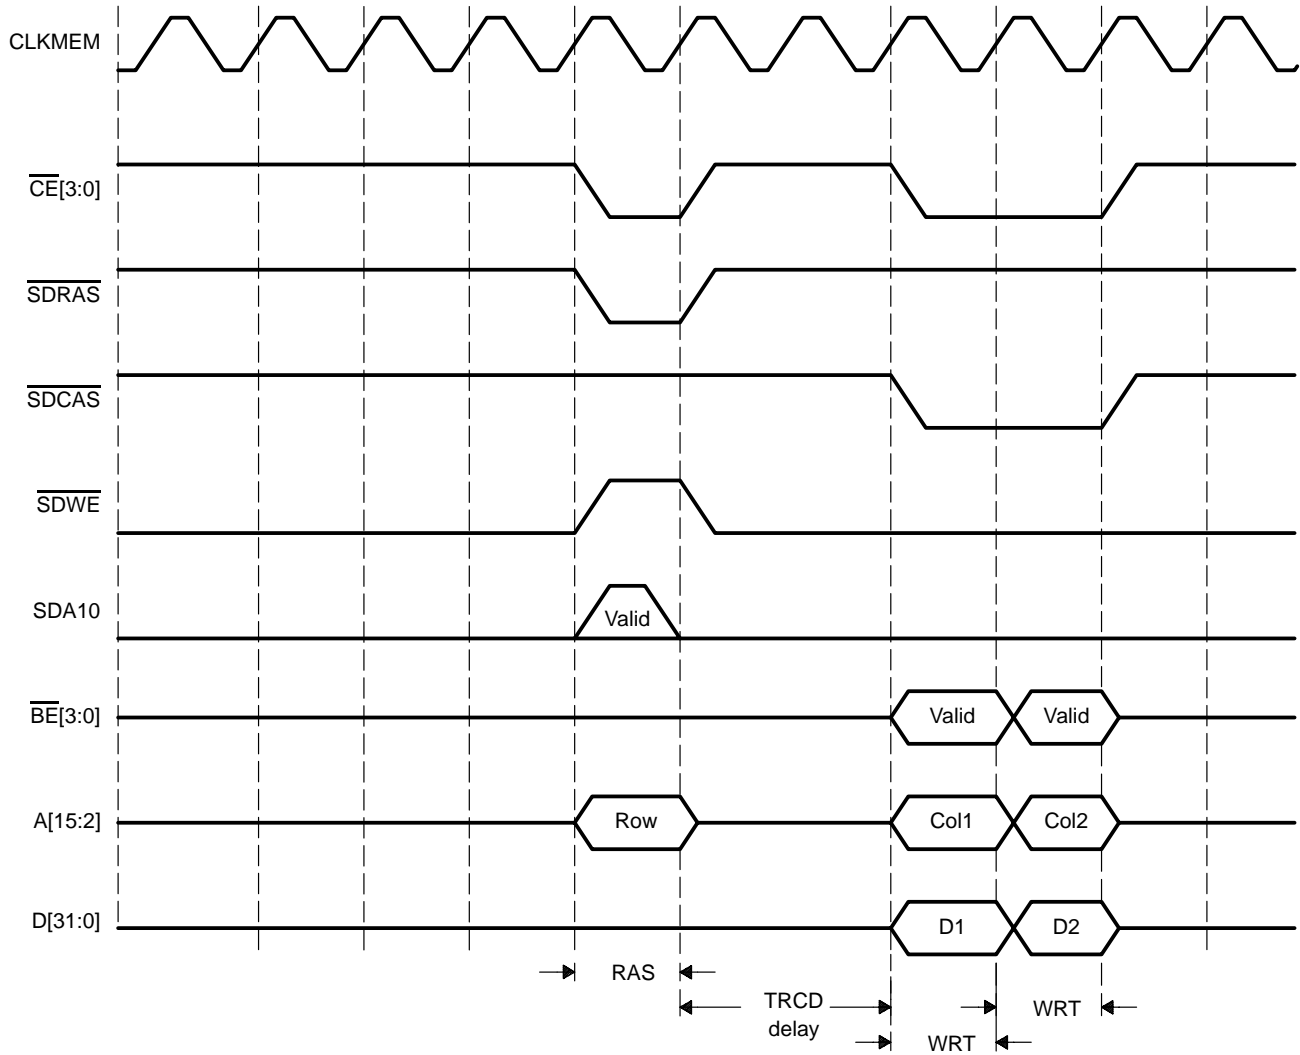 CLKMEM
CE[3:0]
SDRAS
SDCAS
SDWE
SDA10
Valid
BE[3:0]
Valid
Valid
A[15:2]
Row
Col1
Col2
D[31:0]
D1
D2
RAS
TRCD
delay
WRT
WRT